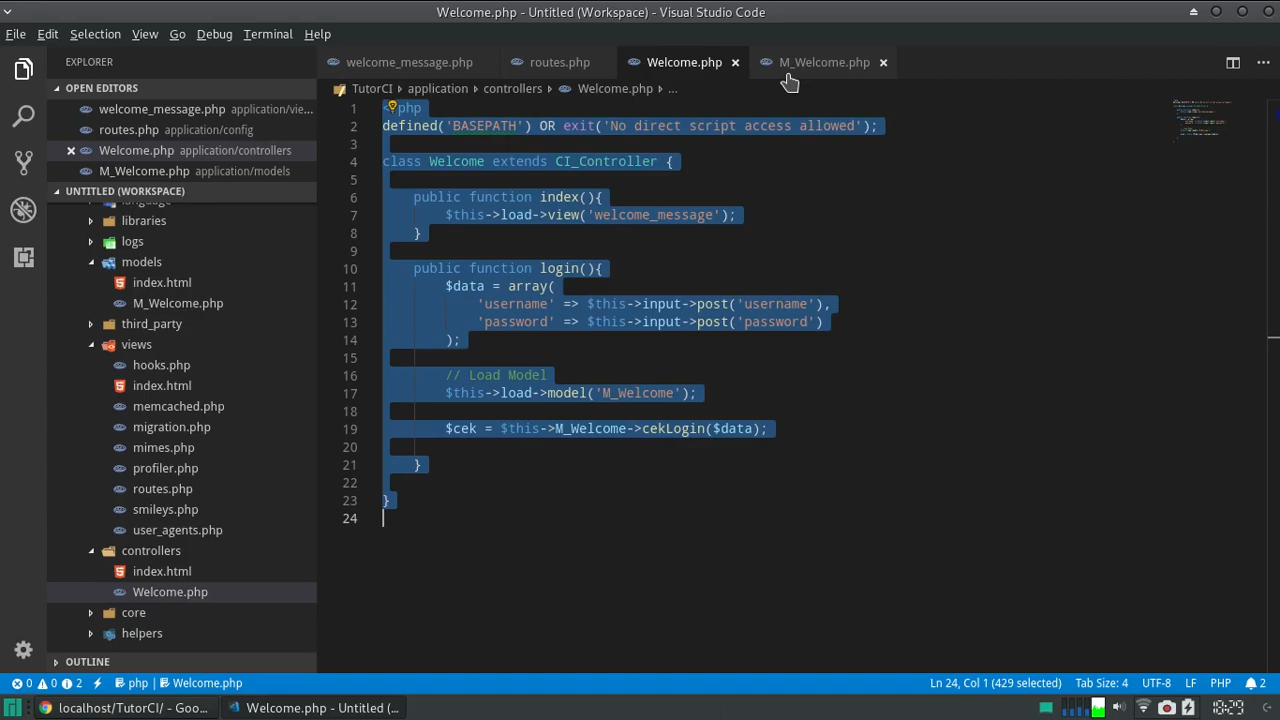 Welcome.php - Untitled (Workspace) - Visual Studio Code
File Edit Selection View Go Debug Terminal Help
EXPLORER
OPEN EDITORS
welcome_message.php application/vie...
routes.php application/config
Welcome.php application/controllers
M_Welcome.php application/models
UNTITLED (WORKSPACE)
language
libraries
logs
models
index.html
M_Welcome.php
third_party
views
hooks.php
index.html
memcached.php
migration.php
mimes.php
profiler.php
routes.php
smileys.php
user_agents.php
controllers
index.html
Welcome.php
core
helpers
OUTLINE
welcome_message.php routes.php Welcome.php M_Welcome.php
TutorCI application controllers Welcome.php ...
1 <?php
2 defined('BASEPATH') OR exit('No direct script access allowed');
3
4 class Welcome extends CI_Controller {
5
6 public function index(){
7 $this->load->view('welcome_message');
8 }
9
10 public function login(){
11 $data = array(
12 'username' => $this->input->post('username'),
13 'password' => $this->input->post('password')
14 );
15
16 // Load Model
17 $this->load->model('M_Welcome');
18
19 $cek = $this->M_Welcome->cekLogin($data);
20
21 }
22
23 }
24
0 0 2 php Welcome.php Ln 24, Col 1 (429 selected) Tab Size: 4 UTF-8 LF PHP 2
localhost/TutorCI/ - Goo... Welcome.php - Untitled (... 10:29